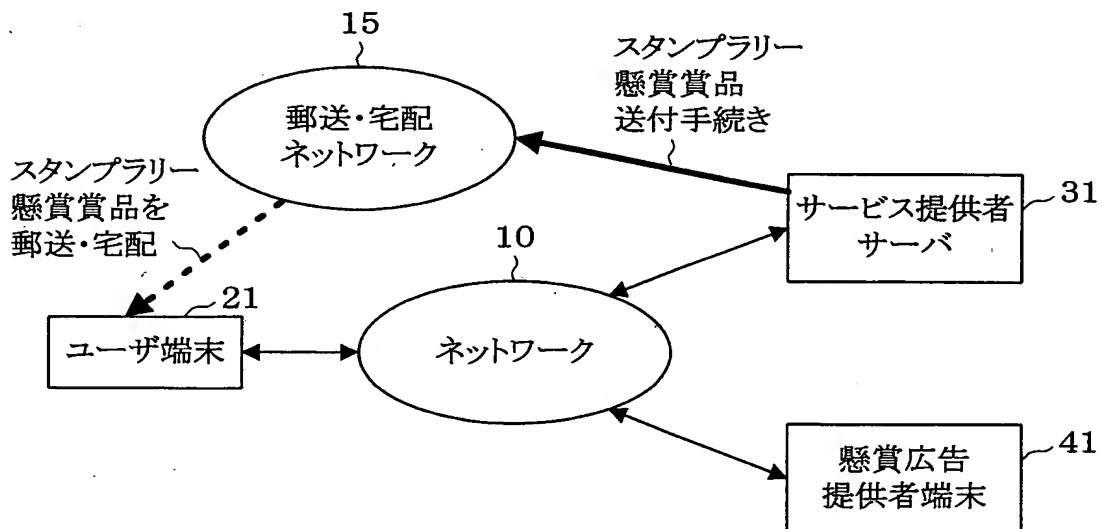 15
郵送・宅配
ネットワーク
スタンプラリー
懸賞賞品
送付手続き
スタンプラリー
懸賞賞品を
郵送・宅配
サービス提供者
サーバ
31
10
ネットワーク
21
ユーザ端末
懸賞広告
提供者端末
41